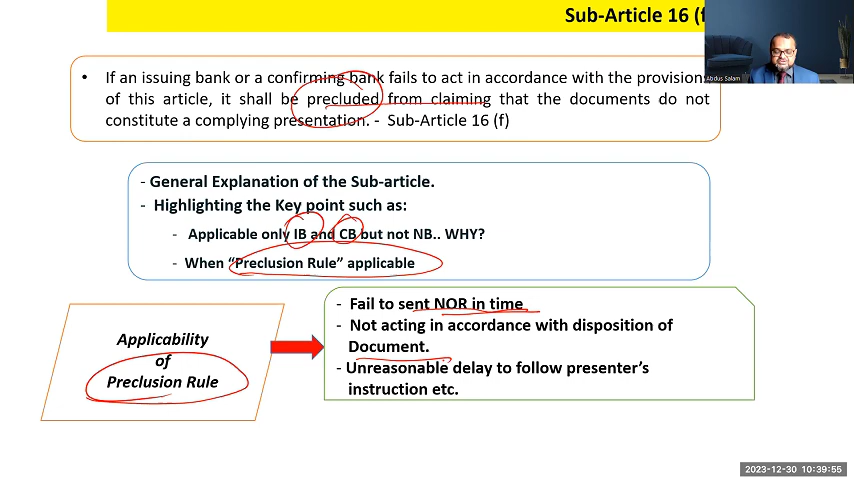 Sub-Article 16 (f
Abdus Salam
• If an issuing bank or a confirming bank fails to act in accordance with the provision
of this article, it shall be precluded from claiming that the documents do not
constitute a complying presentation. - Sub-Article 16 (f)
- General Explanation of the Sub-article.
- Highlighting the Key point such as:
- Applicable only IB and CB but not NB.. WHY?
- When “Preclusion Rule” applicable
Applicability
of
Preclusion Rule
- Fail to sent NOR in time
- Not acting in accordance with disposition of
Document.
- Unreasonable delay to follow presenter’s
instruction etc.
2023-12-30 10:39:55